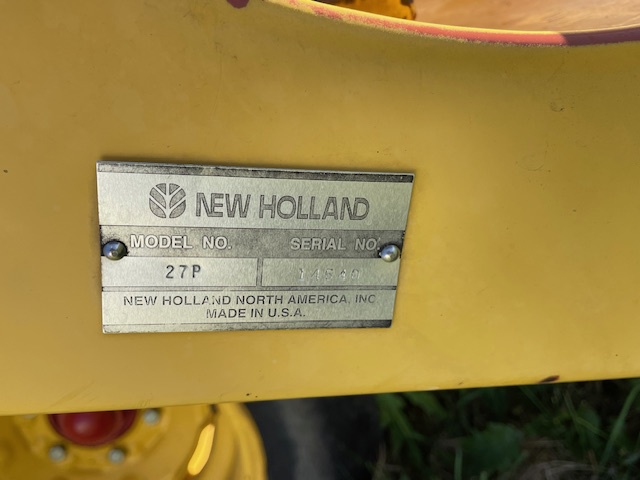 NEW HOLLAND
MODEL NO. SERIAL NO.
27P
NEW HOLLAND NORTH AMERICA, INC.
MADE IN U.S.A.